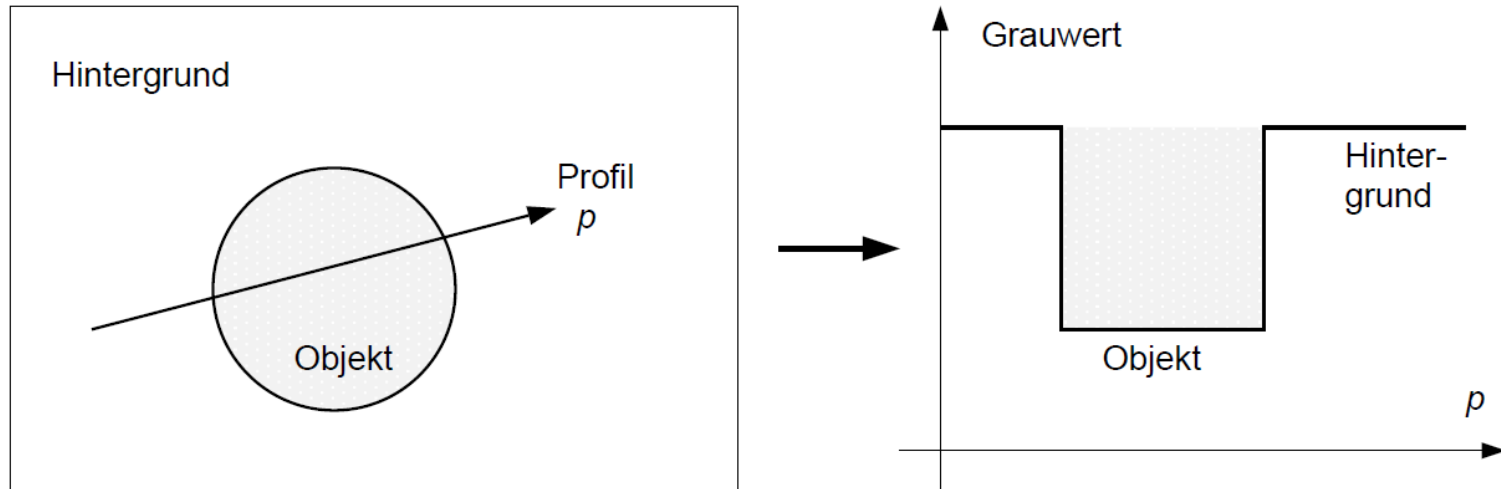 Hintergrund
Profil
p
Objekt
Grauwert
Hinter-
grund
Objekt
p